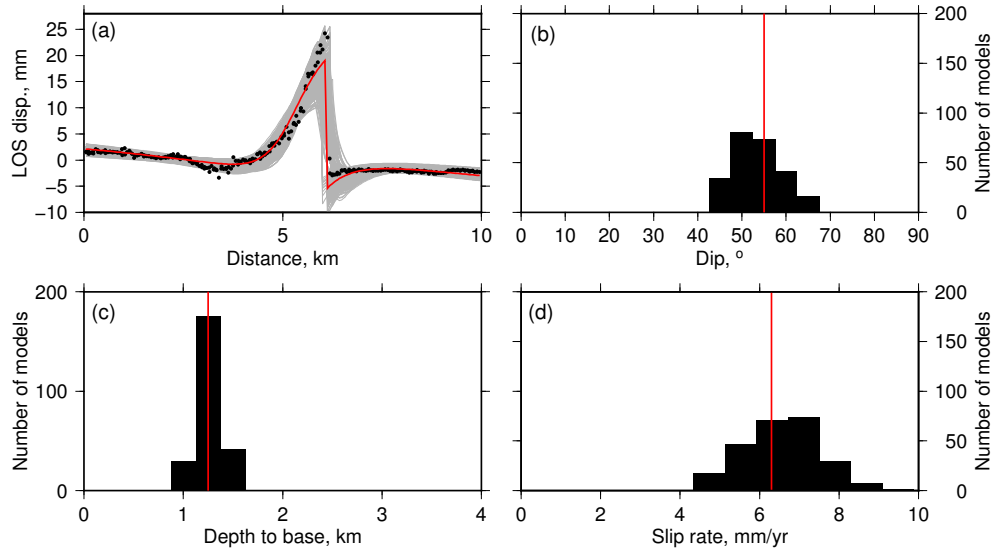 (a)
LOS disp., mm
25
20
15
10
5
0
−5
−10
0 5 10
Distance, km
(b)
Number of models
200
150
100
50
0
0 10 20 30 40 50 60 70 80 90
Dip, °
(c)
Number of models
200
100
0
0 1 2 3 4
Depth to base, km
(d)
Number of models
200
150
100
50
0
0 2 4 6 8 10
Slip rate, mm/yr